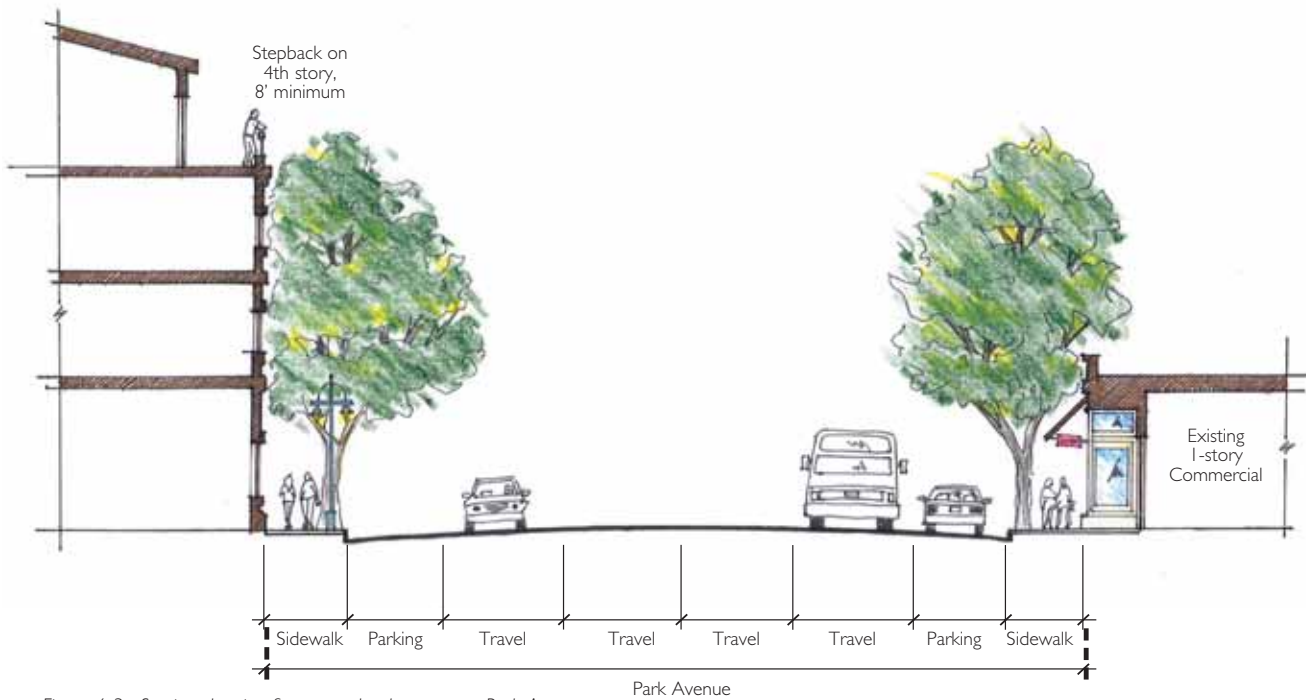 Stepback on
4th story,
8' minimum
Existing
1-story
Commercial
Sidewalk Parking Travel Travel Travel Travel Parking Sidewalk
Park Avenue